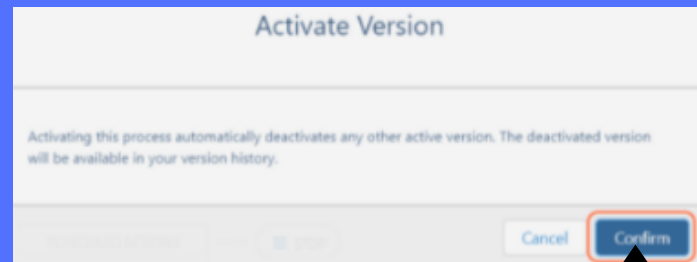 Activate Version
Activating this process automatically deactivates any other active version. The deactivated version
will be available in your version history.
STOP
Cancel
Confirm